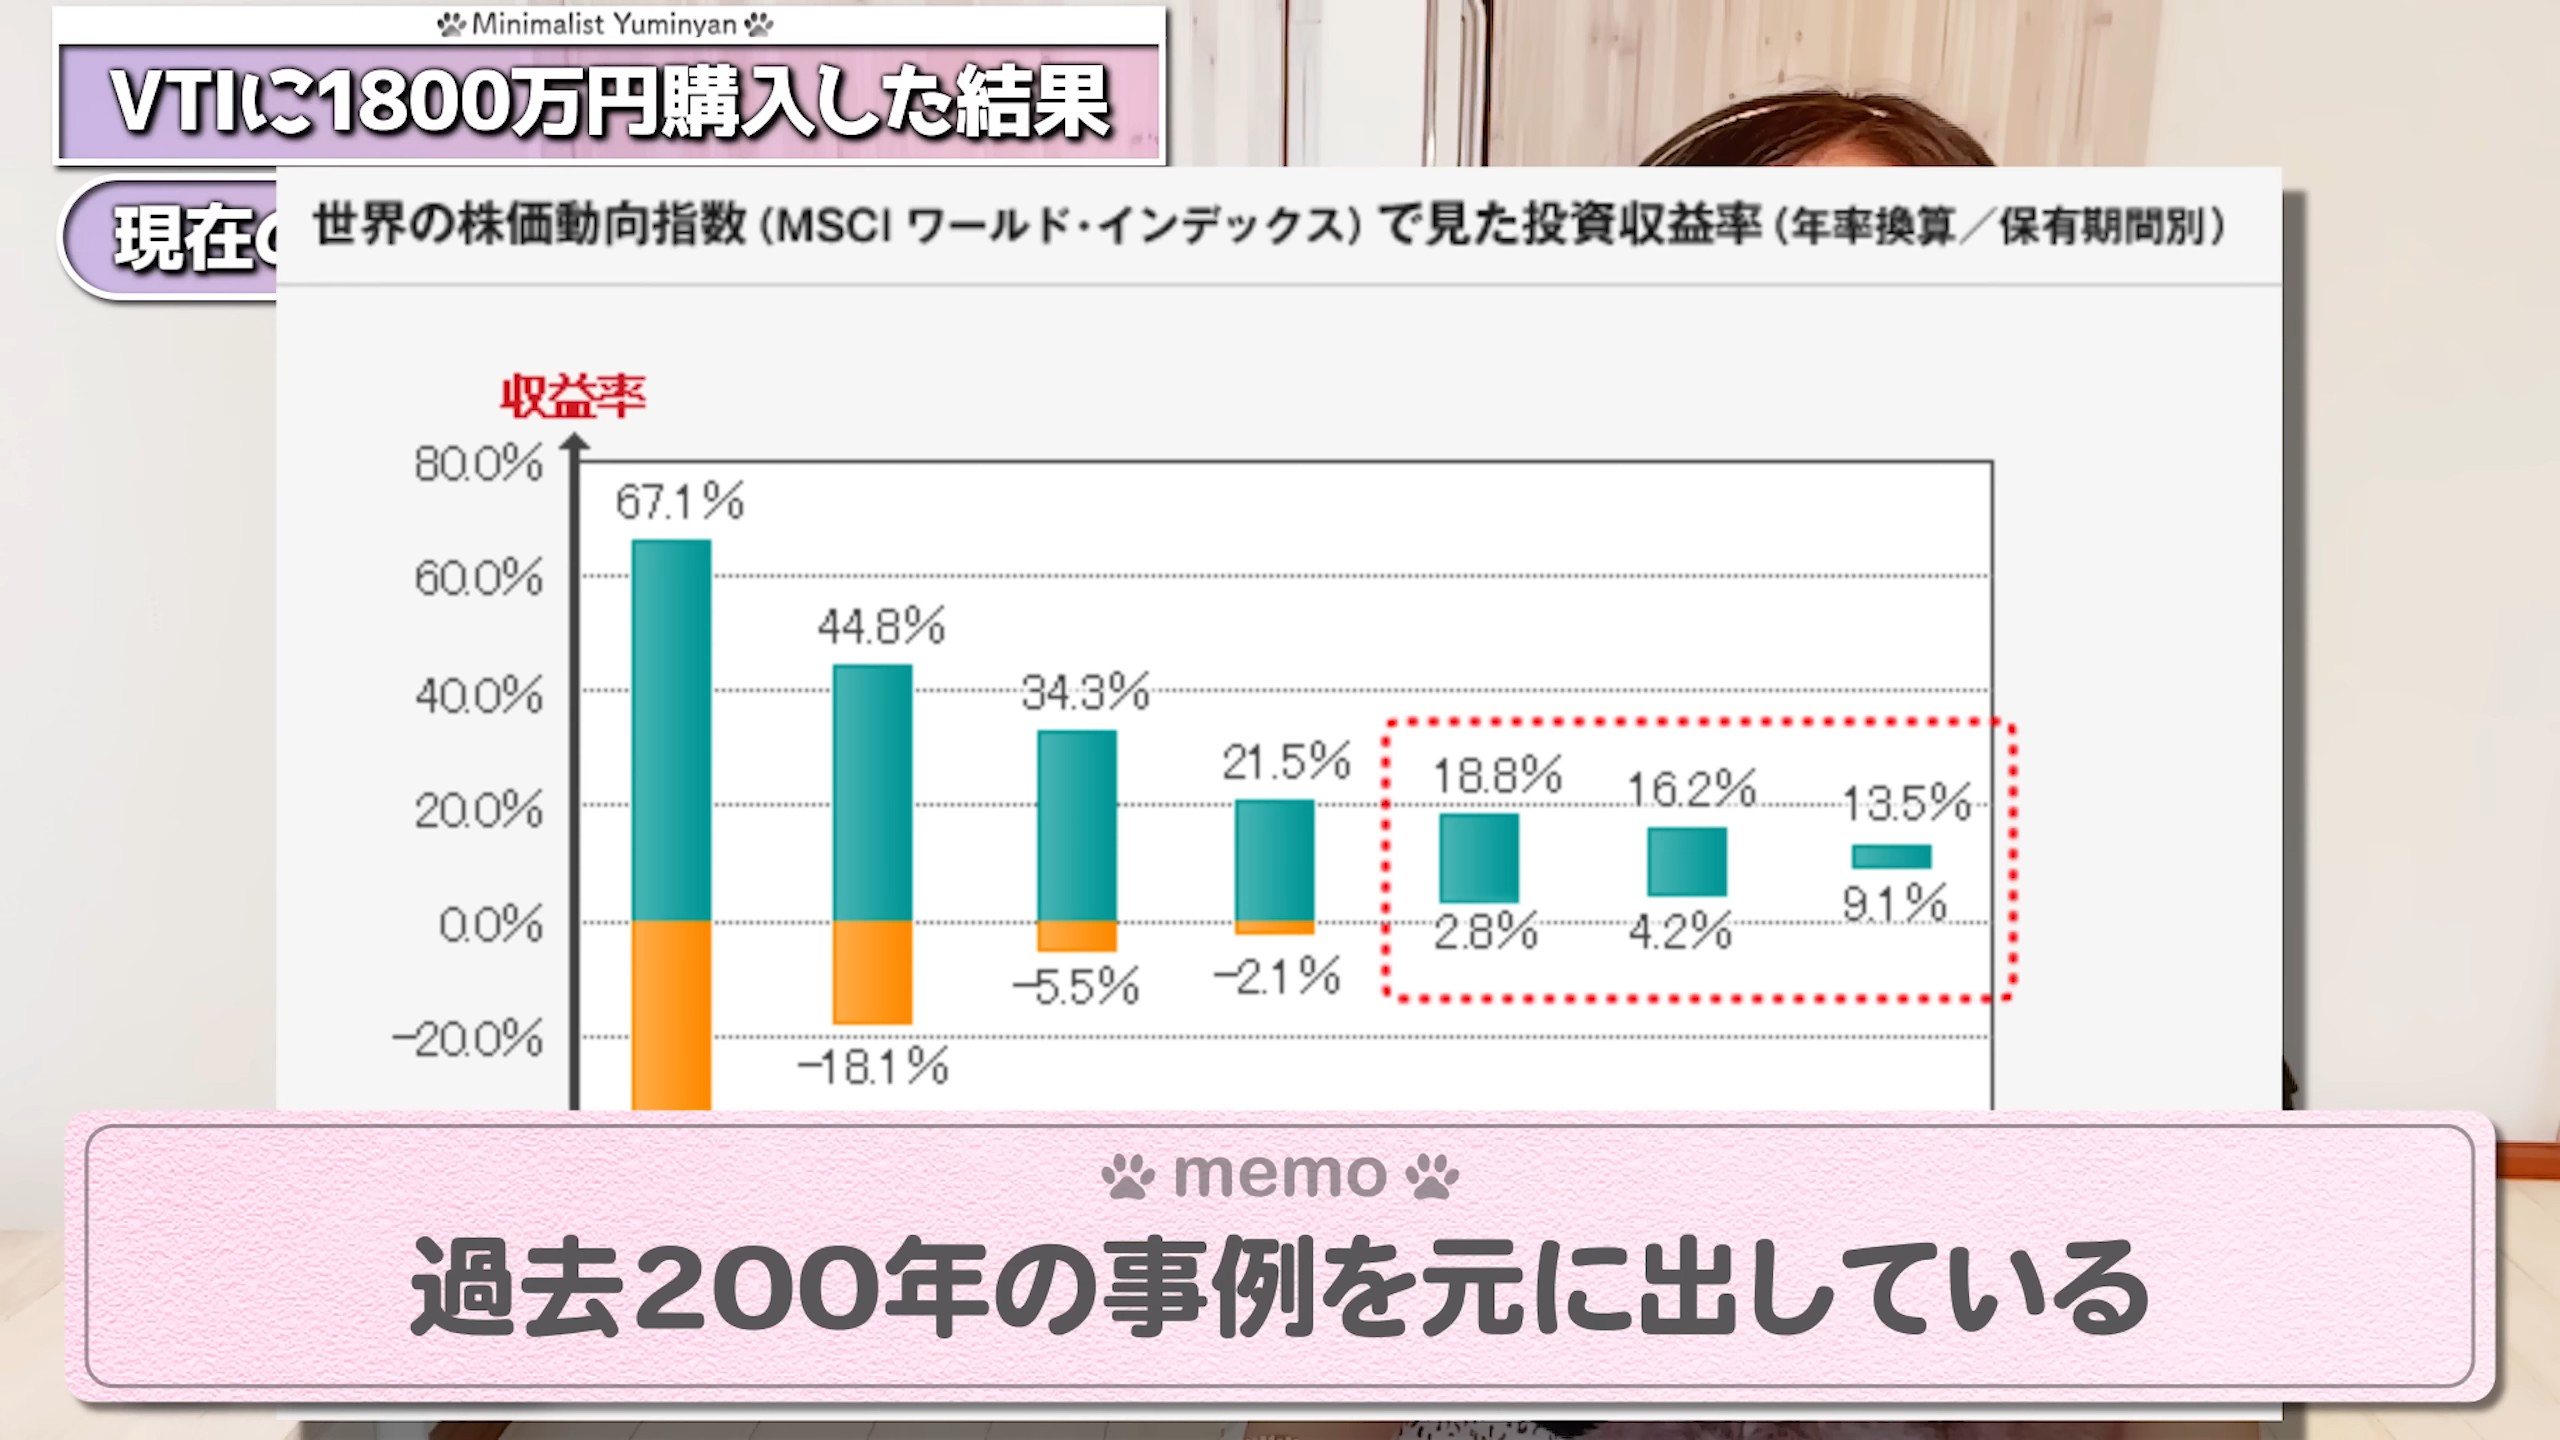 Minimalist Yuminyan
VTIに1800万円購入した結果
現在の
世界の株価動向指数(MSCI ワールド・インデックス)で見た投資収益率(年率換算／保有期間別)
収益率
80.0%
67.1%
60.0%
44.8%
40.0%
34.3%
21.5%
18.8%
16.2%
13.5%
20.0%
0.0%
2.8%
4.2%
9.1%
−5.5%
−2.1%
−20.0%
−18.1%
memo
過去200年の事例を元に出している